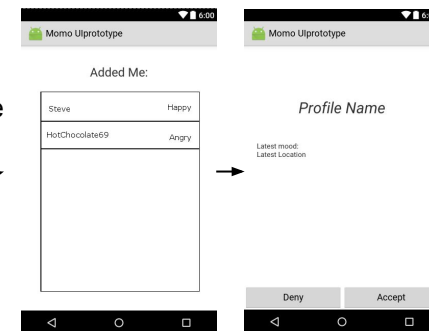 6:00
Momo UIprototype
Added Me:
Steve Happy
HotChocolate69 Angry
e
6:
Momo UIprototype
Profile Name
Latest mood:
Latest Location
Deny Accept